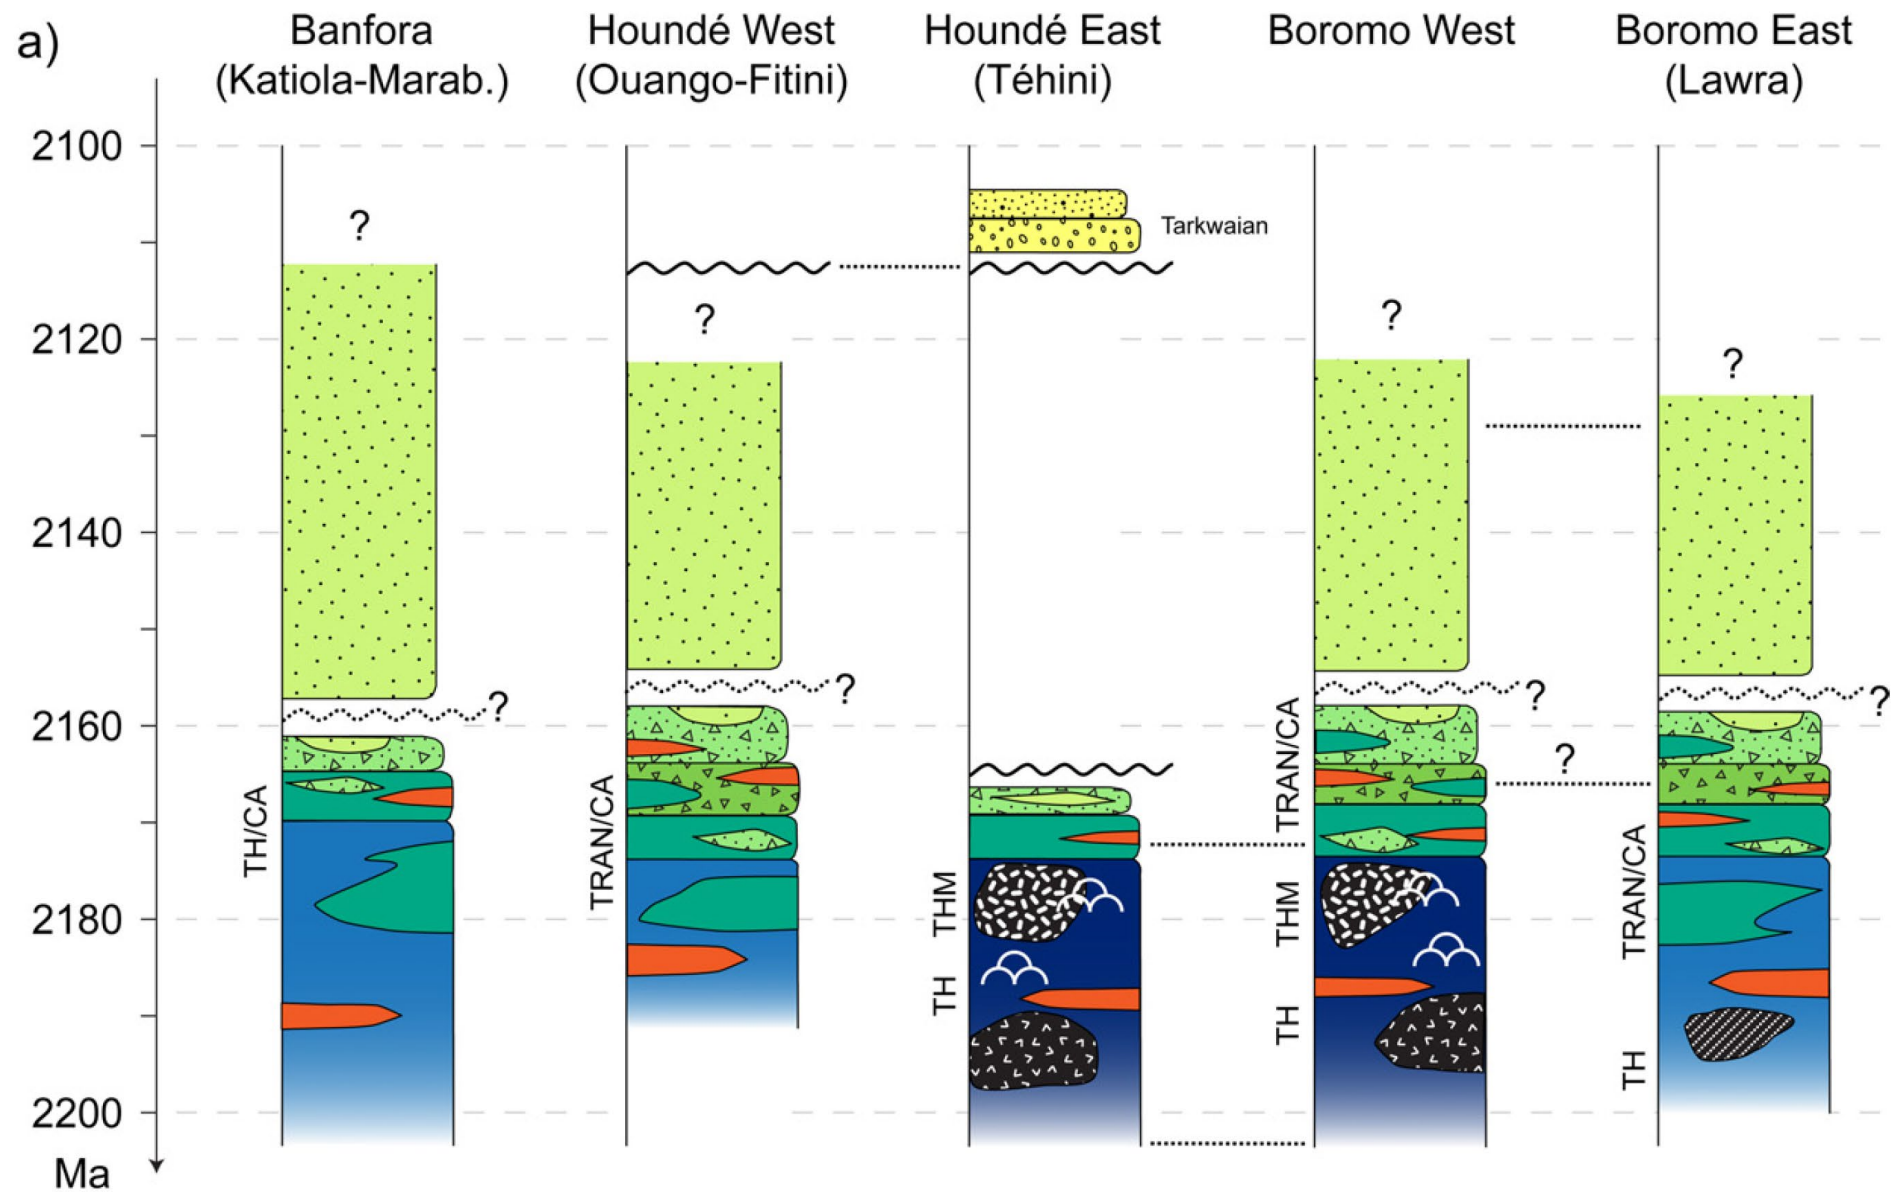 a)
Banfora
(Katiola-Marab.)
Houndé West
(Ouango-Fitini)
Houndé East
(Téhini)
Boromo West
Boromo East
(Lawra)
2100
2120
2140
2160
2180
2200
Ma
?
?
TH/CA
?
?
TRAN/CA
Tarkwaian
THM
TH
?
?
TRAN/CA
THM
TH
?
?
?
TRAN/CA
TH